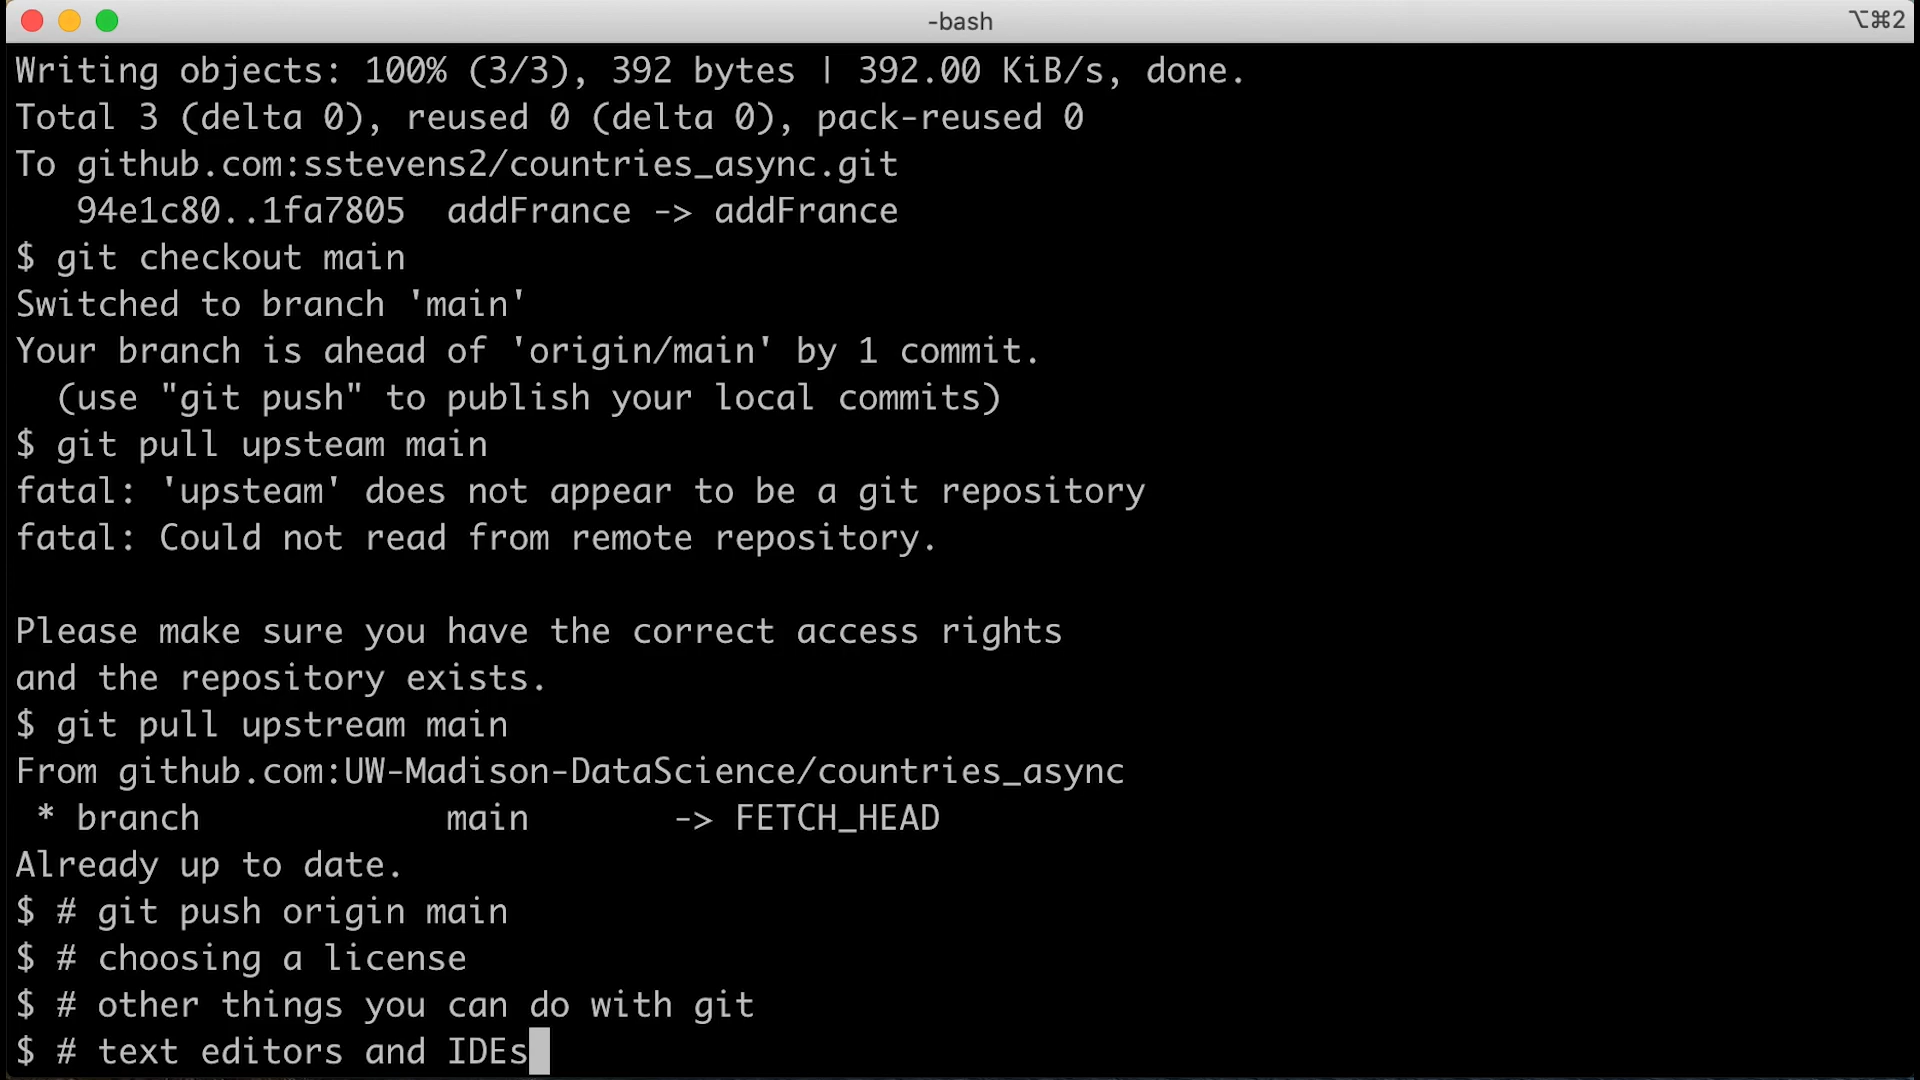 -bash
⌥⌘2
Writing objects: 100% (3/3), 392 bytes | 392.00 KiB/s, done.
Total 3 (delta 0), reused 0 (delta 0), pack-reused 0
To github.com:sstevens2/countries_async.git
   94e1c80..1fa7805  addFrance -> addFrance
$ git checkout main
Switched to branch 'main'
Your branch is ahead of 'origin/main' by 1 commit.
  (use "git push" to publish your local commits)
$ git pull upsteam main
fatal: 'upsteam' does not appear to be a git repository
fatal: Could not read from remote repository.

Please make sure you have the correct access rights
and the repository exists.
$ git pull upstream main
From github.com:UW-Madison-DataScience/countries_async
 * branch            main       -> FETCH_HEAD
Already up to date.
$ # git push origin main
$ # choosing a license
$ # other things you can do with git
$ # text editors and IDEs